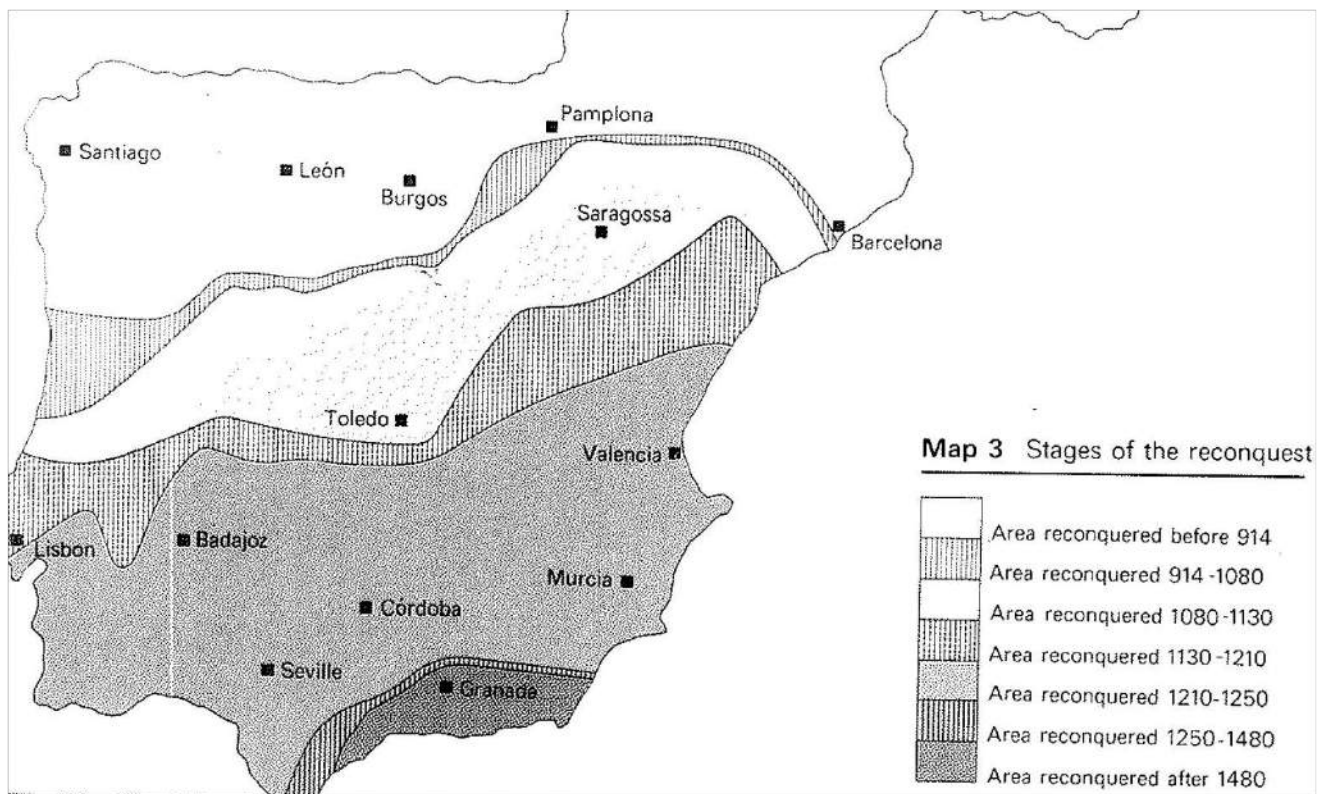 Pamplona
Santiago
León
Burgos
Saragossa
Barcelona
Toledo
Valencia
Lisbon
Badajoz
Murcia
Córdoba
Seville
Granada
Map 3 Stages of the reconquest
Area reconquered before 914
Area reconquered 914-1080
Area reconquered 1080-1130
Area reconquered 1130-1210
Area reconquered 1210-1250
Area reconquered 1250-1480
Area reconquered after 1480